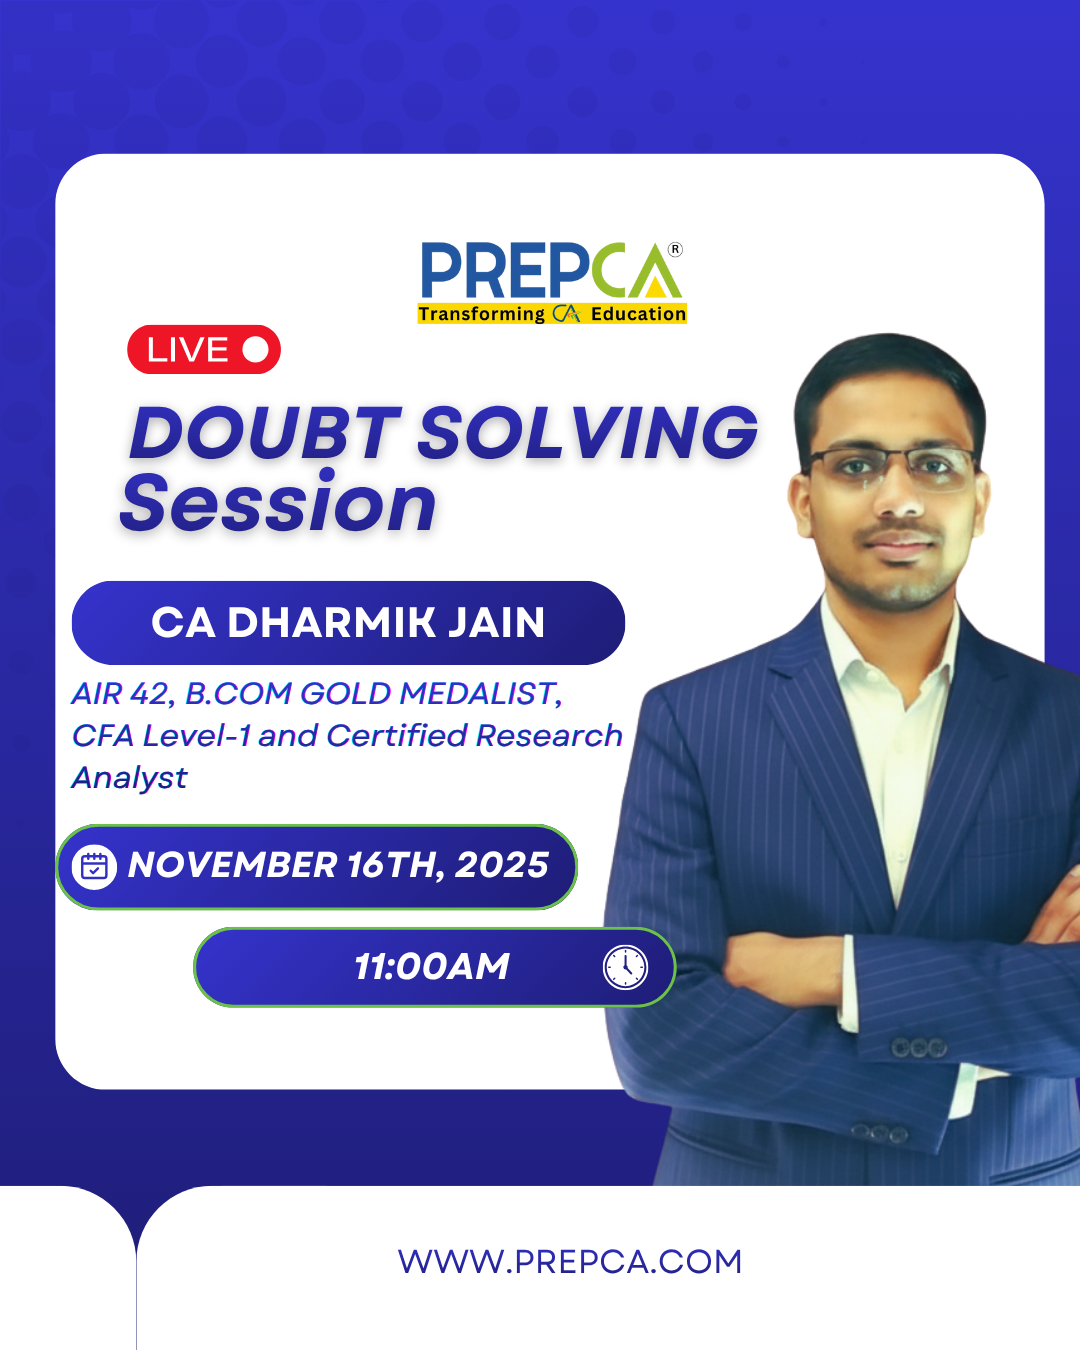 PREPCA®
Transforming CA Education
LIVE
DOUBT SOLVING
Session
CA DHARMIK JAIN
AIR 42, B.COM GOLD MEDALIST,
CFA Level-1 and Certified Research
Analyst
NOVEMBER 16TH, 2025
11:00AM
WWW.PREPCA.COM